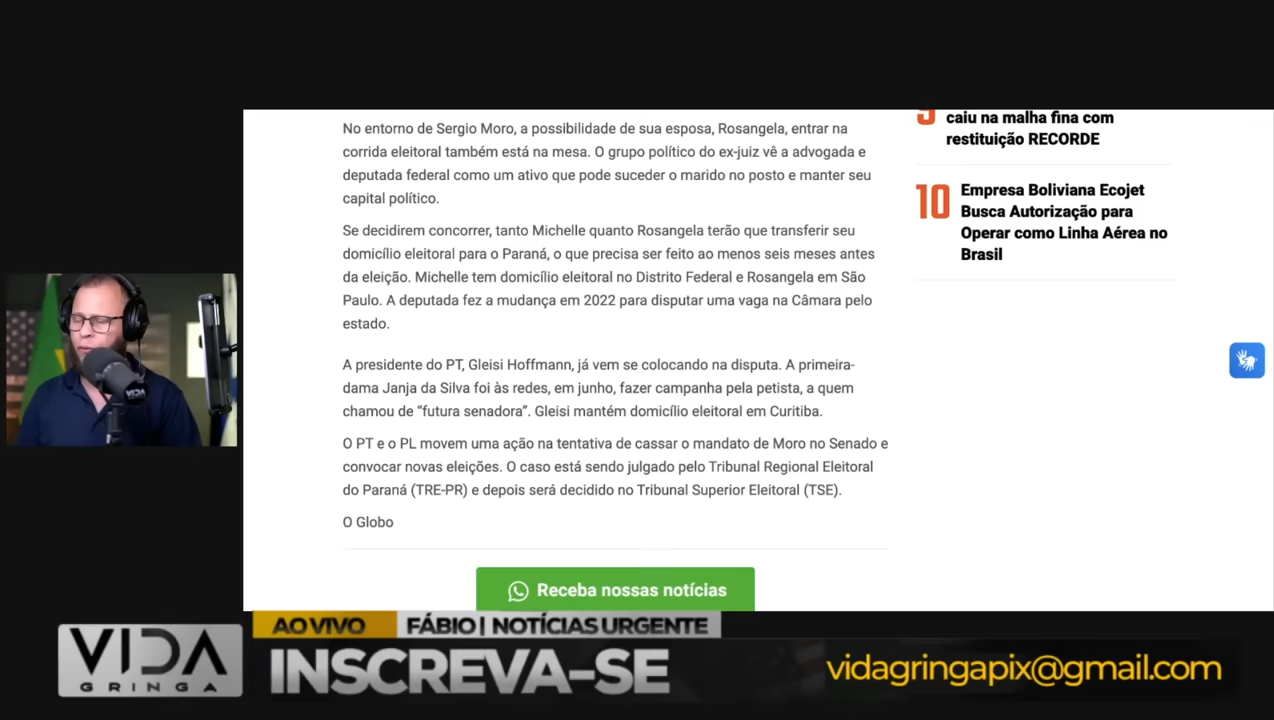 No entorno de Sergio Moro, a possibilidade de sua esposa, Rosangela, entrar na
corrida eleitoral também está na mesa. O grupo político do ex-juiz vê a advogada e
deputada federal como um ativo que pode suceder o marido no posto e manter seu
capital político.
Se decidirem concorrer, tanto Michelle quanto Rosangela terão que transferir seu
domicílio eleitoral para o Paraná, o que precisa ser feito ao menos seis meses antes
da eleição. Michelle tem domicílio eleitoral no Distrito Federal e Rosangela em São
Paulo. A deputada fez a mudança em 2022 para disputar uma vaga na Câmara pelo
estado.
A presidente do PT, Gleisi Hoffmann, já vem se colocando na disputa. A primeira-
dama Janja da Silva foi às redes, em junho, fazer campanha pela petista, a quem
chamou de “futura senadora”. Gleisi mantém domicílio eleitoral em Curitiba.
O PT e o PL movem uma ação na tentativa de cassar o mandato de Moro no Senado e
convocar novas eleições. O caso está sendo julgado pelo Tribunal Regional Eleitoral
do Paraná (TRE-PR) e depois será decidido no Tribunal Superior Eleitoral (TSE).
O Globo
Receba nossas notícias
caiu na malha fina com
restituição RECORDE
10
Empresa Boliviana Ecojet
Busca Autorização para
Operar como Linha Aérea no
Brasil
VIDA
AO VIVO
FÁBIO | NOTÍCIAS URGENTE
VIDA
GRINGA
INSCREVA-SE
vidagringapix@gmail.com